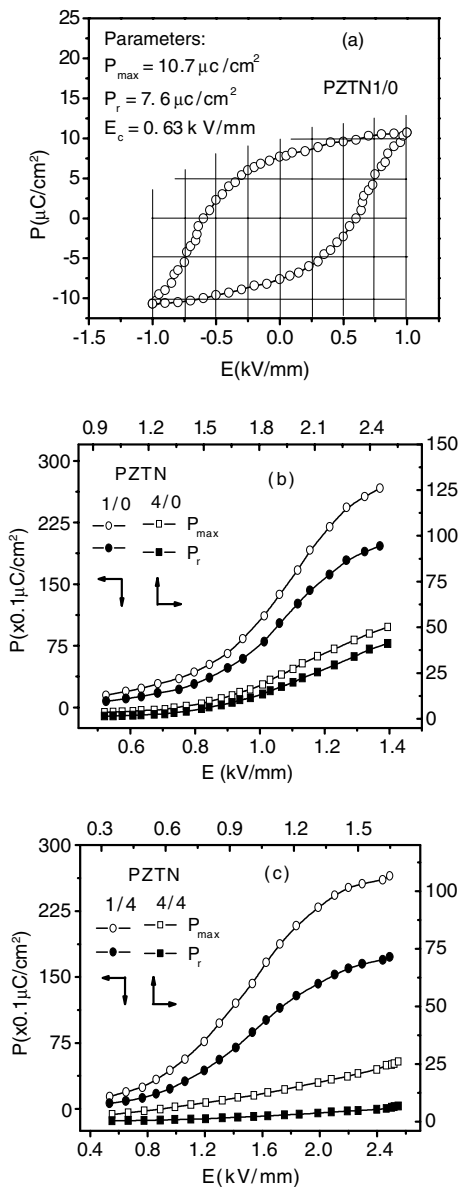 25
20
15
10
5
0
-5
-10
P(μC/cm²)
Parameters:
P_max = 10.7 μc/cm²
P_r = 7.6 μc/cm²
E_c = 0.63 k V/mm
(a)
PZTN1/0
-1.5 -1.0 -0.5 0.0 0.5 1.0
E(kV/mm)
0.9 1.2 1.5 1.8 2.1 2.4
300
225
150
75
0
P(x0.1μC/cm²)
PZTN
1/0 4/0
P_max
P_r
(b)
150
125
100
75
50
25
0
0.6 0.8 1.0 1.2 1.4
E (kV/mm)
0.3 0.6 0.9 1.2 1.5
300
225
150
75
0
P(x0.1μC/cm²)
PZTN
1/4 4/4
P_max
P_r
(c)
100
75
50
25
0
0.4 0.8 1.2 1.6 2.0 2.4
E (kV/mm)